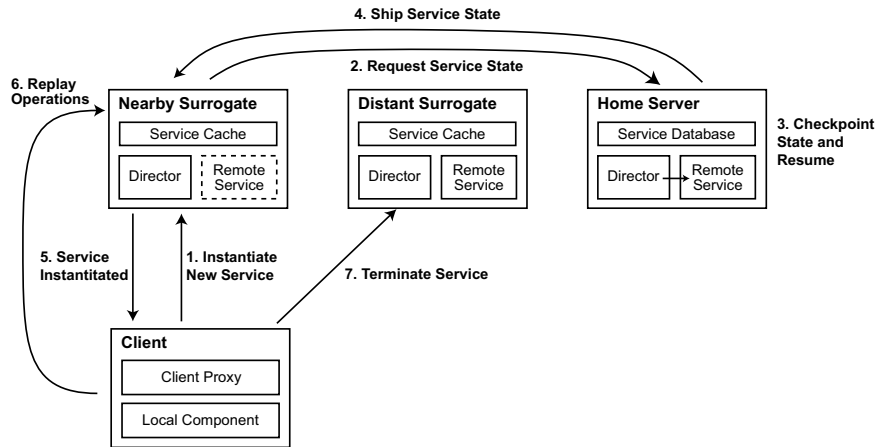 4. Ship Service State
2. Request Service State
6. Replay
Operations
Nearby Surrogate
Service Cache
Director
Remote
Service
Distant Surrogate
Service Cache
Director
Remote
Service
Home Server
Service Database
Director
Remote
Service
3. Checkpoint
State and
Resume
5. Service
Instantitated
1. Instantiate
New Service
7. Terminate Service
Client
Client Proxy
Local Component